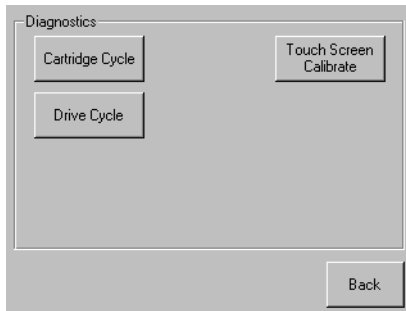 Diagnostics
Cartridge Cycle
Touch Screen
Calibrate
Drive Cycle
Back